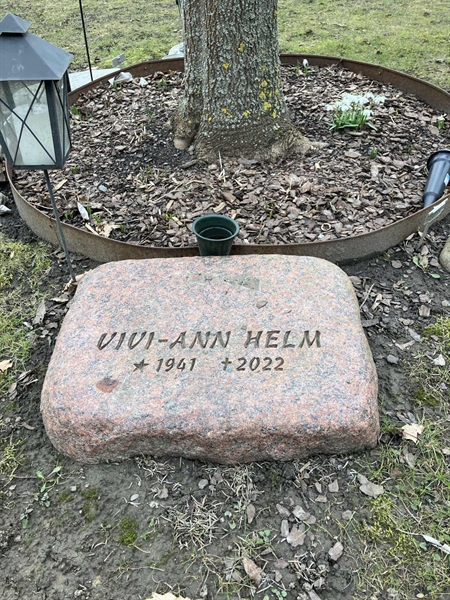 VIVI-ANN HELM
★ 1941 ✝ 2022